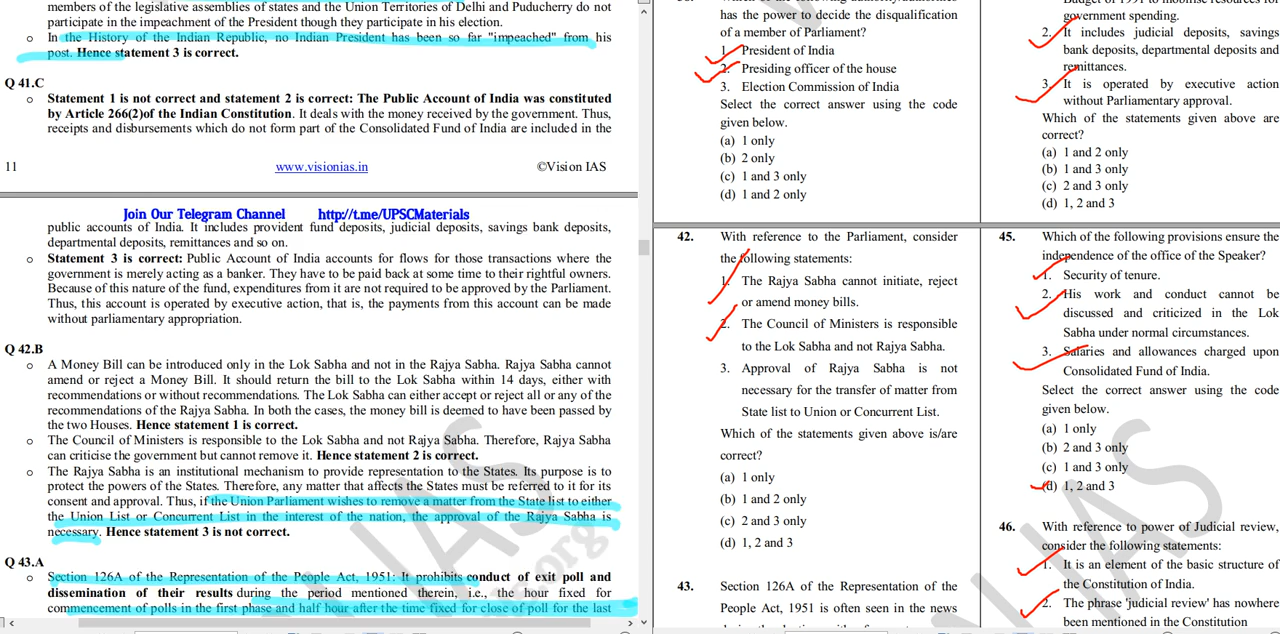 members of the legislative assemblies of states and the Union Territories of Delhi and Puducherry do not
participate in the impeachment of the President though they participate in his election.
o In the History of the Indian Republic, no Indian President has been so far "impeached" from his
post. Hence statement 3 is correct.
Q 41.C
o Statement 1 is not correct and statement 2 is correct: The Public Account of India was constituted
by Article 266(2)of the Indian Constitution. It deals with the money received by the government. Thus,
receipts and disbursements which do not form part of the Consolidated Fund of India are included in the
11 www.visionias.in ©Vision IAS
Join Our Telegram Channel http://t.me/UPSCMaterials
public accounts of India. It includes provident fund deposits, judicial deposits, savings bank deposits,
departmental deposits, remittances and so on.
o Statement 3 is correct: Public Account of India accounts for flows for those transactions where the
government is merely acting as a banker. They have to be paid back at some time to their rightful owners.
Because of this nature of the fund, expenditures from it are not required to be approved by the Parliament.
Thus, this account is operated by executive action, that is, the payments from this account can be made
without parliamentary appropriation.
Q 42.B
o A Money Bill can be introduced only in the Lok Sabha and not in the Rajya Sabha. Rajya Sabha cannot
amend or reject a Money Bill. It should return the bill to the Lok Sabha within 14 days, either with
recommendations or without recommendations. The Lok Sabha can either accept or reject all or any of the
recommendations of the Rajya Sabha. In both the cases, the money bill is deemed to have been passed by
the two Houses. Hence statement 1 is correct.
o The Council of Ministers is responsible to the Lok Sabha and not Rajya Sabha. Therefore, Rajya Sabha
can criticise the government but cannot remove it. Hence statement 2 is correct.
o The Rajya Sabha is an institutional mechanism to provide representation to the States. Its purpose is to
protect the powers of the States. Therefore, any matter that affects the States must be referred to it for its
consent and approval. Thus, if the Union Parliament wishes to remove a matter from the State list to either
the Union List or Concurrent List in the interest of the nation, the approval of the Rajya Sabha is
necessary. Hence statement 3 is not correct.
Q 43.A
o Section 126A of the Representation of the People Act, 1951: It prohibits conduct of exit poll and
dissemination of their results during the period mentioned therein, i.e., the hour fixed for
commencement of polls in the first phase and half hour after the time fixed for close of poll for the last
has the power to decide the disqualification
of a member of Parliament?
1. President of India
2. Presiding officer of the house
3. Election Commission of India
Select the correct answer using the code
given below.
(a) 1 only
(b) 2 only
(c) 1 and 3 only
(d) 1 and 2 only
42. With reference to the Parliament, consider
the following statements:
1. The Rajya Sabha cannot initiate, reject
or amend money bills.
2. The Council of Ministers is responsible
to the Lok Sabha and not Rajya Sabha.
3. Approval of Rajya Sabha is not
necessary for the transfer of matter from
State list to Union or Concurrent List.
Which of the statements given above is/are
correct?
(a) 1 only
(b) 1 and 2 only
(c) 2 and 3 only
(d) 1, 2 and 3
43. Section 126A of the Representation of the
People Act, 1951 is often seen in the news
government spending.
2. It includes judicial deposits, savings
bank deposits, departmental deposits and
remittances.
3. It is operated by executive action
without Parliamentary approval.
Which of the statements given above are
correct?
(a) 1 and 2 only
(b) 1 and 3 only
(c) 2 and 3 only
(d) 1, 2 and 3
45. Which of the following provisions ensure the
independence of the office of the Speaker?
1. Security of tenure.
2. His work and conduct cannot be
discussed and criticized in the Lok
Sabha under normal circumstances.
3. Salaries and allowances charged upon
Consolidated Fund of India.
Select the correct answer using the code
given below.
(a) 1 only
(b) 2 and 3 only
(c) 1 and 3 only
(d) 1, 2 and 3
46. With reference to power of Judicial review,
consider the following statements:
1. It is an element of the basic structure of
the Constitution of India.
2. The phrase 'judicial review' has nowhere
been mentioned in the Constitution